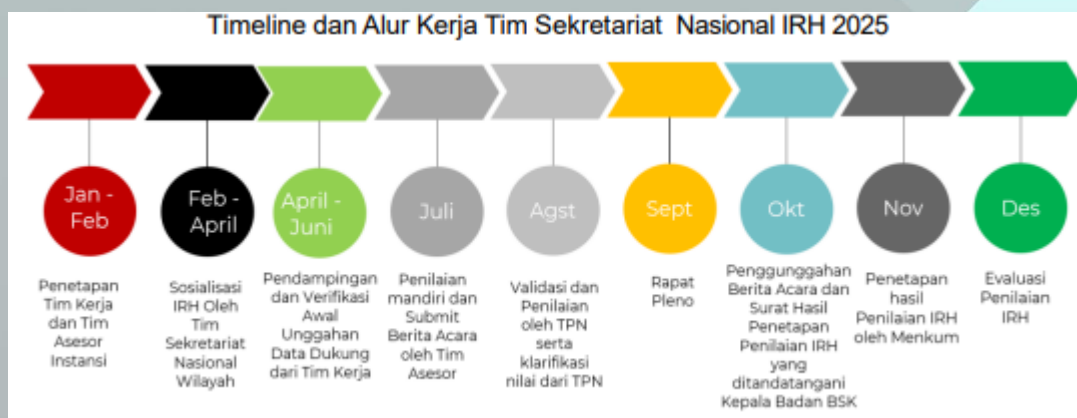 Timeline dan Alur Kerja Tim Sekretariat Nasional IRH 2025
Jan -
Feb
Penetapan
Tim Kerja
dan Tim
Asesor
Instansi
Feb -
April
Sosialisasi
IRH Oleh
Tim
Sekretariat
Nasional
Wilayah
April -
Juni
Pendampingan
dan Verifikasi
Awal
Unggahan
Data Dukung
dari Tim Kerja
Juli
Penilaian
mandiri dan
Submit
Berita Acara
oleh Tim
Asesor
Agst
Validasi dan
Penilaian
oleh TPN
serta
klarifikasi
nilai dari TPN
Sept
Rapat
Pleno
Okt
Penggunggahan
Berita Acara dan
Surat Hasil
Penetapan
Penilaian IRH
yang
ditandatangani
Kepala Badan BSK
Nov
Penetapan
hasil
Penilaian IRH
oleh Menkum
Des
Evaluasi
Penilaian
IRH